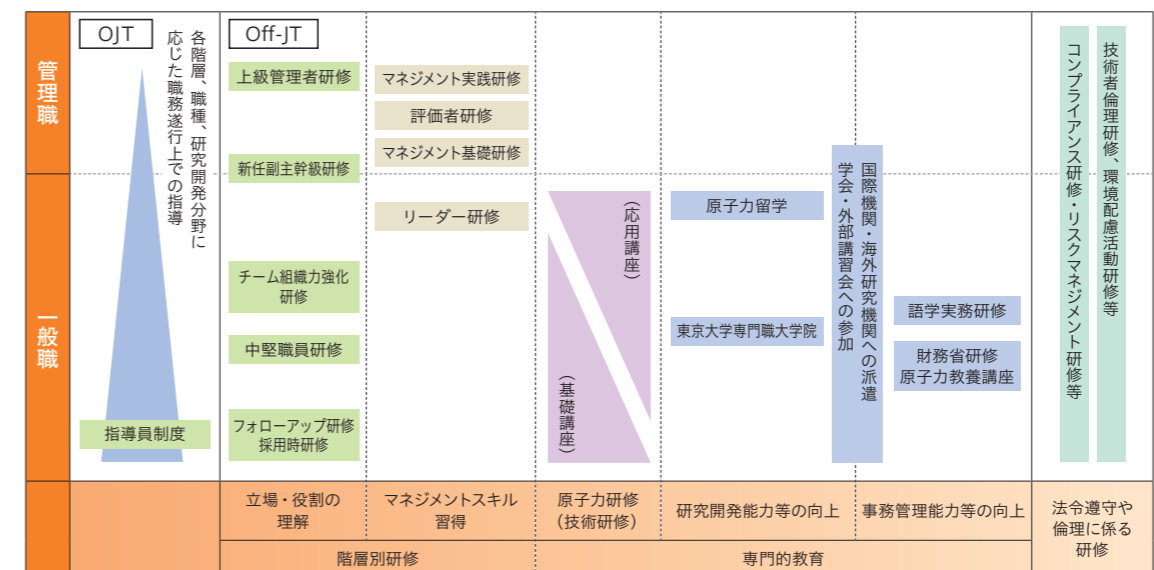 管理職
一般職
OJT
各階層、職種、研究開発分野に
応じた職務遂行上での指導
指導員制度
Off-JT
上級管理者研修
新任副主幹級研修
チーム組織力強化
研修
中堅職員研修
フォローアップ研修
採用時研修
マネジメント実践研修
評価者研修
マネジメント基礎研修
リーダー研修
（応用講座）
（基礎講座）
原子力留学
東京大学専門職大学院
国際機関・海外研究機関への派遣
学会・外部講習会への参加
語学実務研修
財務省研修
原子力教養講座
技術者倫理研修、環境配慮活動研修等
コンプライアンス研修・リスクマネジメント研修等
立場・役割の
理解
マネジメントスキル
習得
原子力研修
（技術研修）
研究開発能力等の向上
事務管理能力等の向上
法令遵守や
倫理に係る
研修
階層別研修
専門的教育